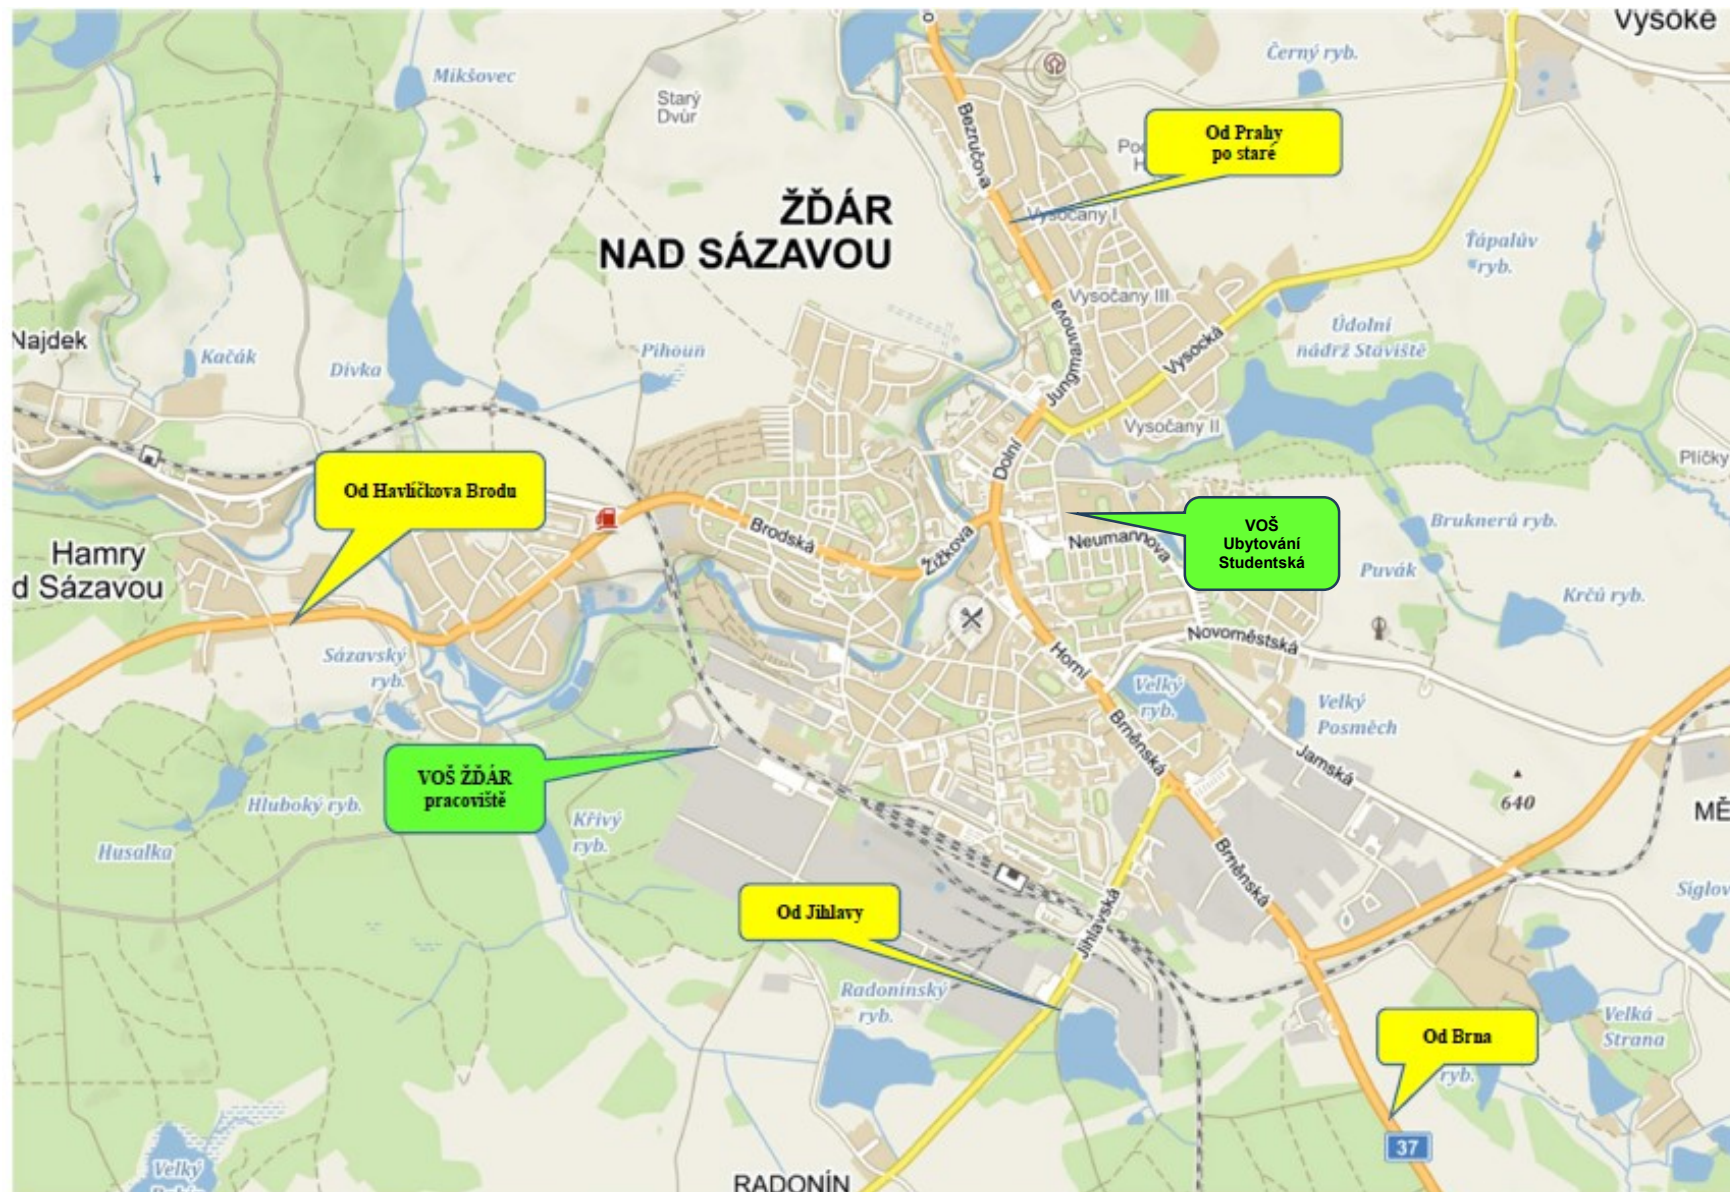 Vysoké
Mikšovec
Černý ryb.
Starý
Dvůr
Bezručova
Od Prahy
po staré
ŽĎÁR
NAD SÁZAVOU
Vysočany I
Ťápalův
ryb.
Vysočany III
Najdek
Kačák
Dívka
Pihoun
Jungmannova
Vysocká
Údolní
nádrž Staviště
Vysočany II
Dolní
Plíčky
Od Havlíčkova Brodu
Brodská
Žižkova
Neumannova
VOŠ
Ubytování
Studentská
Bruknerů ryb.
Hamry
d Sázavou
Puvák
Krčů ryb.
Sázavský
ryb.
Horní
Novoměstská
Velký
ryb.
Velký
Posměch
Brněnská
Jamská
VOŠ ŽĎÁR
pracoviště
Hluboký ryb.
Křivý
ryb.
640
MĚ
Husalka
Brněnská
Siglov
Od Jihlavy
Jihlavská
Radonínský
ryb.
Velká
Strana
Od Brna
ryb.
37
Velký
RADONÍN